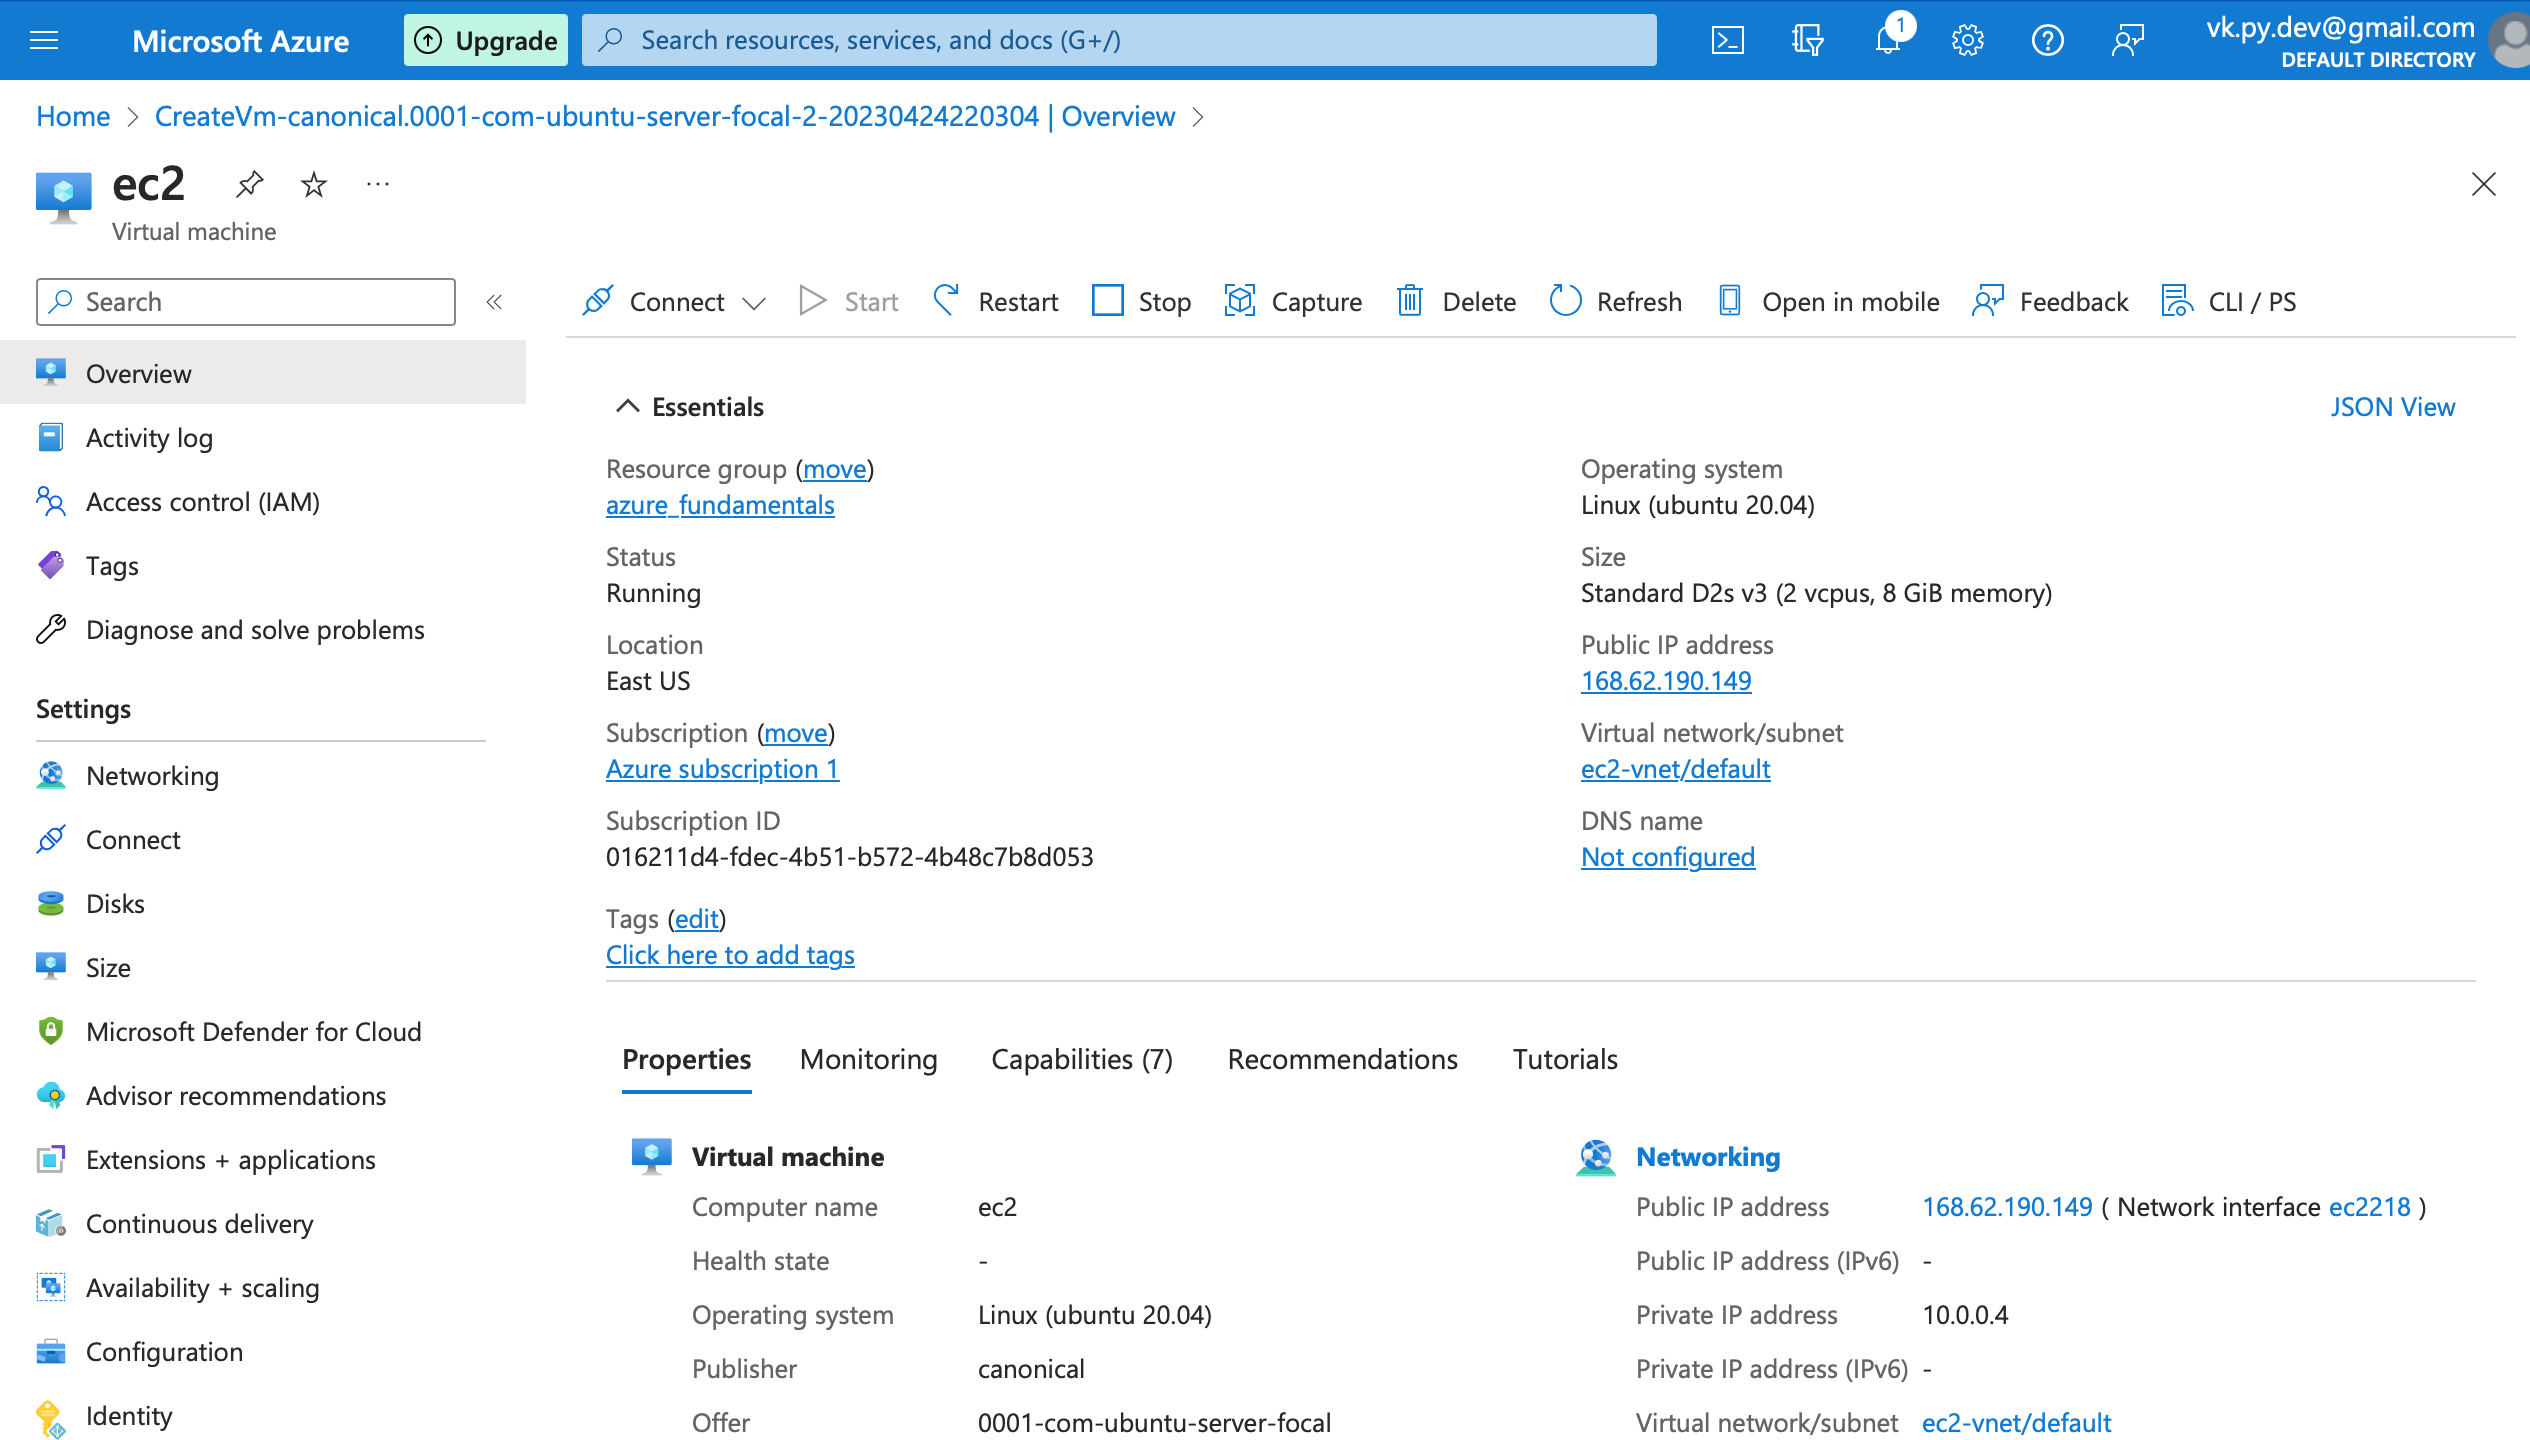 Microsoft Azure
Upgrade
Search resources, services, and docs (G+/)
1
vk.py.dev@gmail.com
DEFAULT DIRECTORY
Home > CreateVm-canonical.0001-com-ubuntu-server-focal-2-20230424220304 | Overview >
ec2
Virtual machine
Search
Overview
Activity log
Access control (IAM)
Tags
Diagnose and solve problems
Settings
Networking
Connect
Disks
Size
Microsoft Defender for Cloud
Advisor recommendations
Extensions + applications
Continuous delivery
Availability + scaling
Configuration
Identity
Connect Start Restart Stop Capture Delete Refresh Open in mobile Feedback CLI / PS
Essentials
JSON View
Resource group (move)
azure_fundamentals
Status
Running
Location
East US
Subscription (move)
Azure subscription 1
Subscription ID
016211d4-fdec-4b51-b572-4b48c7b8d053
Tags (edit)
Click here to add tags
Operating system
Linux (ubuntu 20.04)
Size
Standard D2s v3 (2 vcpus, 8 GiB memory)
Public IP address
168.62.190.149
Virtual network/subnet
ec2-vnet/default
DNS name
Not configured
Properties Monitoring Capabilities (7) Recommendations Tutorials
Virtual machine
Computer name ec2
Health state -
Operating system Linux (ubuntu 20.04)
Publisher canonical
Offer 0001-com-ubuntu-server-focal
Networking
Public IP address 168.62.190.149 ( Network interface ec2218 )
Public IP address (IPv6) -
Private IP address 10.0.0.4
Private IP address (IPv6) -
Virtual network/subnet ec2-vnet/default